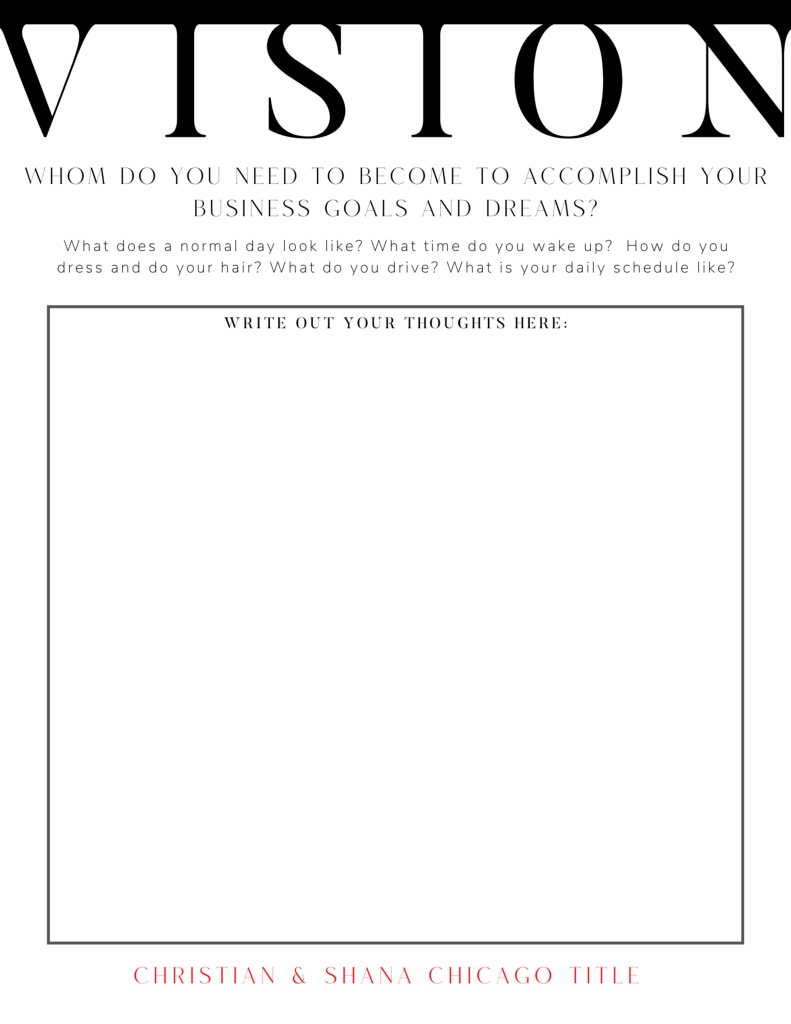 VISION
WHOM DO YOU NEED TO BECOME TO ACCOMPLISH YOUR
BUSINESS GOALS AND DREAMS?
What does a normal day look like? What time do you wake up?  How do you
dress and do your hair? What do you drive? What is your daily schedule like?
WRITE OUT YOUR THOUGHTS HERE:
CHRISTIAN & SHANA CHICAGO TITLE